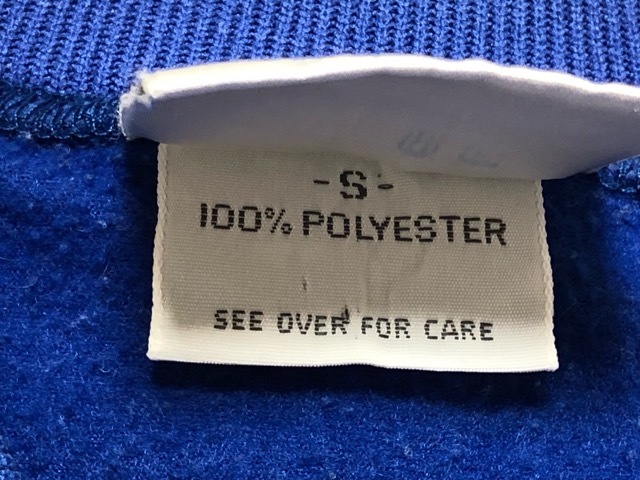 -S-
100% POLYESTER
SEE OVER FOR CARE